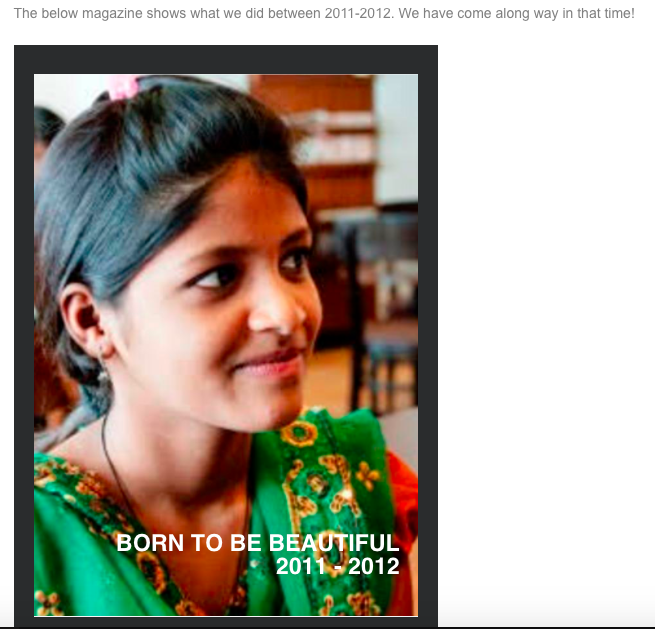 The below magazine shows what we did between 2011-2012. We have come along way in that time!
BORN TO BE BEAUTIFUL
2011 - 2012